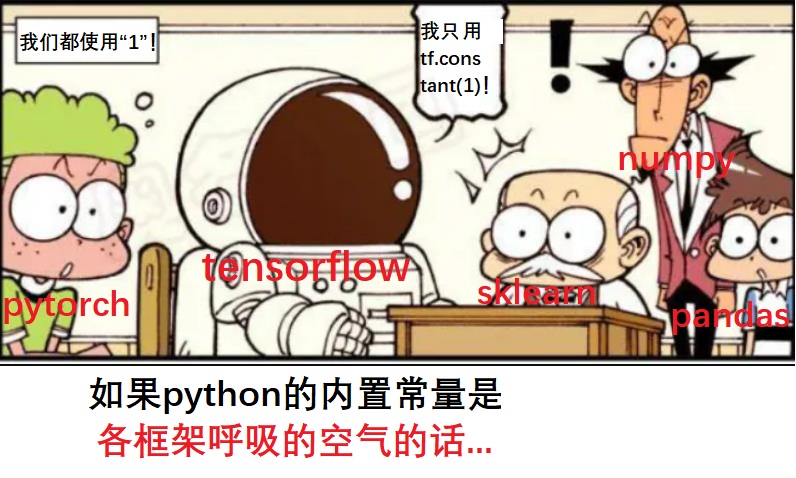 我们都使用“1”!
我只用
tf.cons
tant(1)!
!
numpy
tensorflow
pytorch
sklearn
pandas
如果python的内置常量是
各框架呼吸的空气的话...